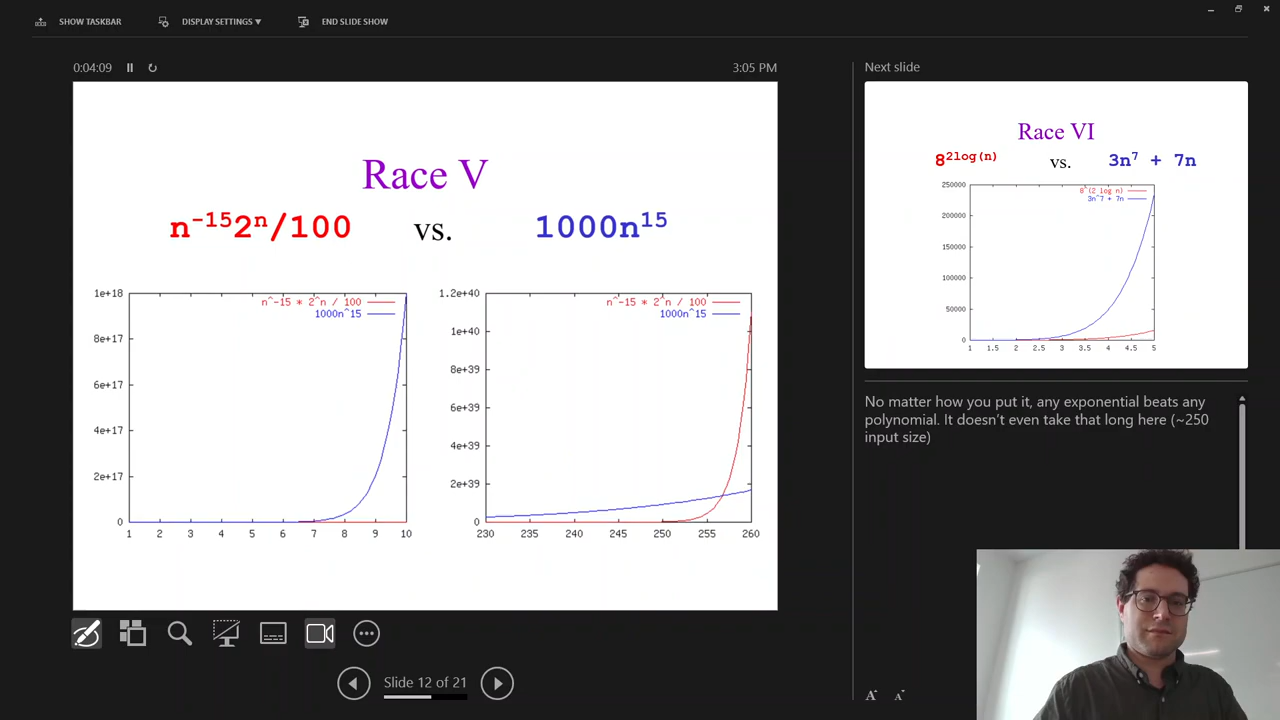 SHOW TASKBAR
DISPLAY SETTINGS ▼
END SLIDE SHOW
0:04:09
3:05 PM
Race V
n⁻¹⁵2ⁿ/100 vs. 1000n¹⁵
n^-15 * 2^n / 100
1000n^15
1e+18
8e+17
6e+17
4e+17
2e+17
0
1 2 3 4 5 6 7 8 9 10
n^-15 * 2^n / 100
1000n^15
1.2e+40
1e+40
8e+39
6e+39
4e+39
2e+39
0
230 235 240 245 250 255 260
Slide 12 of 21
Next slide
Race VI
8²ˡᵒᵍ⁽ⁿ⁾ vs. 3n⁷ + 7n
8^(2 log n)
3n^7 + 7n
250000
200000
150000
100000
50000
0
1 1.5 2 2.5 3 3.5 4 4.5 5
No matter how you put it, any exponential beats any
polynomial. It doesn't even take that long here (~250
input size)
A A